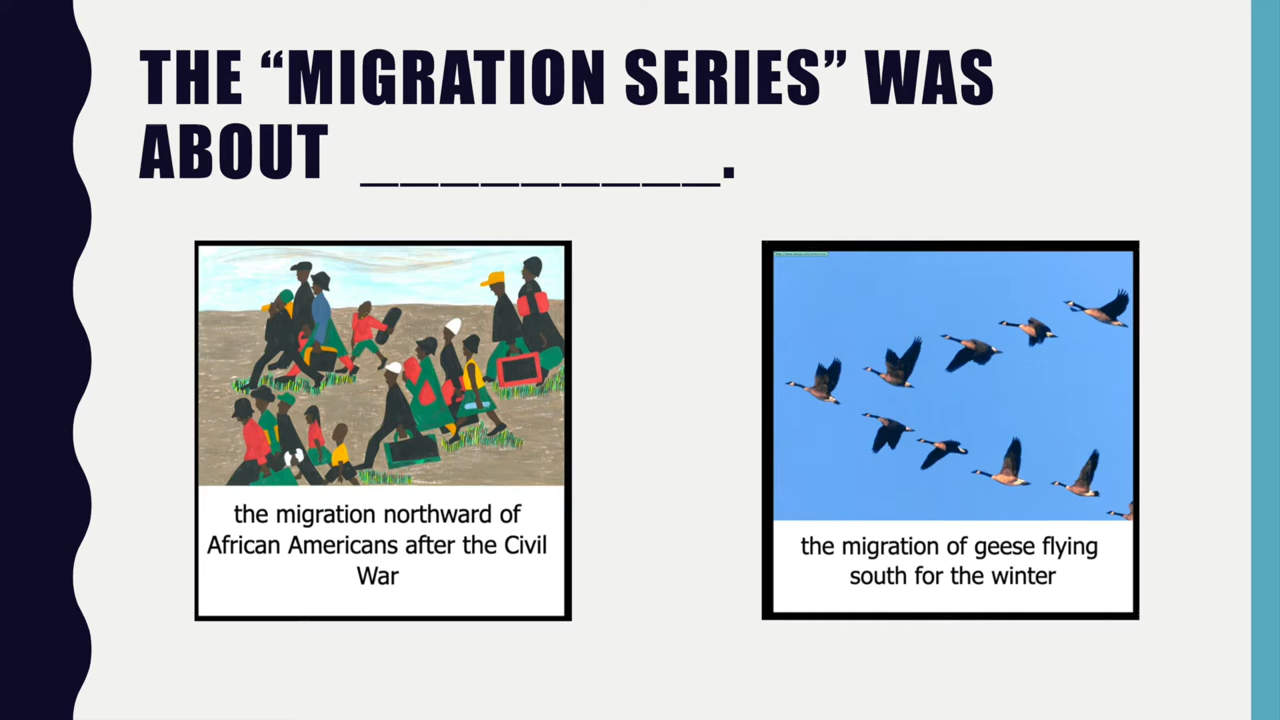 THE “MIGRATION SERIES” WAS
ABOUT _________.
the migration northward of
African Americans after the Civil
War
the migration of geese flying
south for the winter